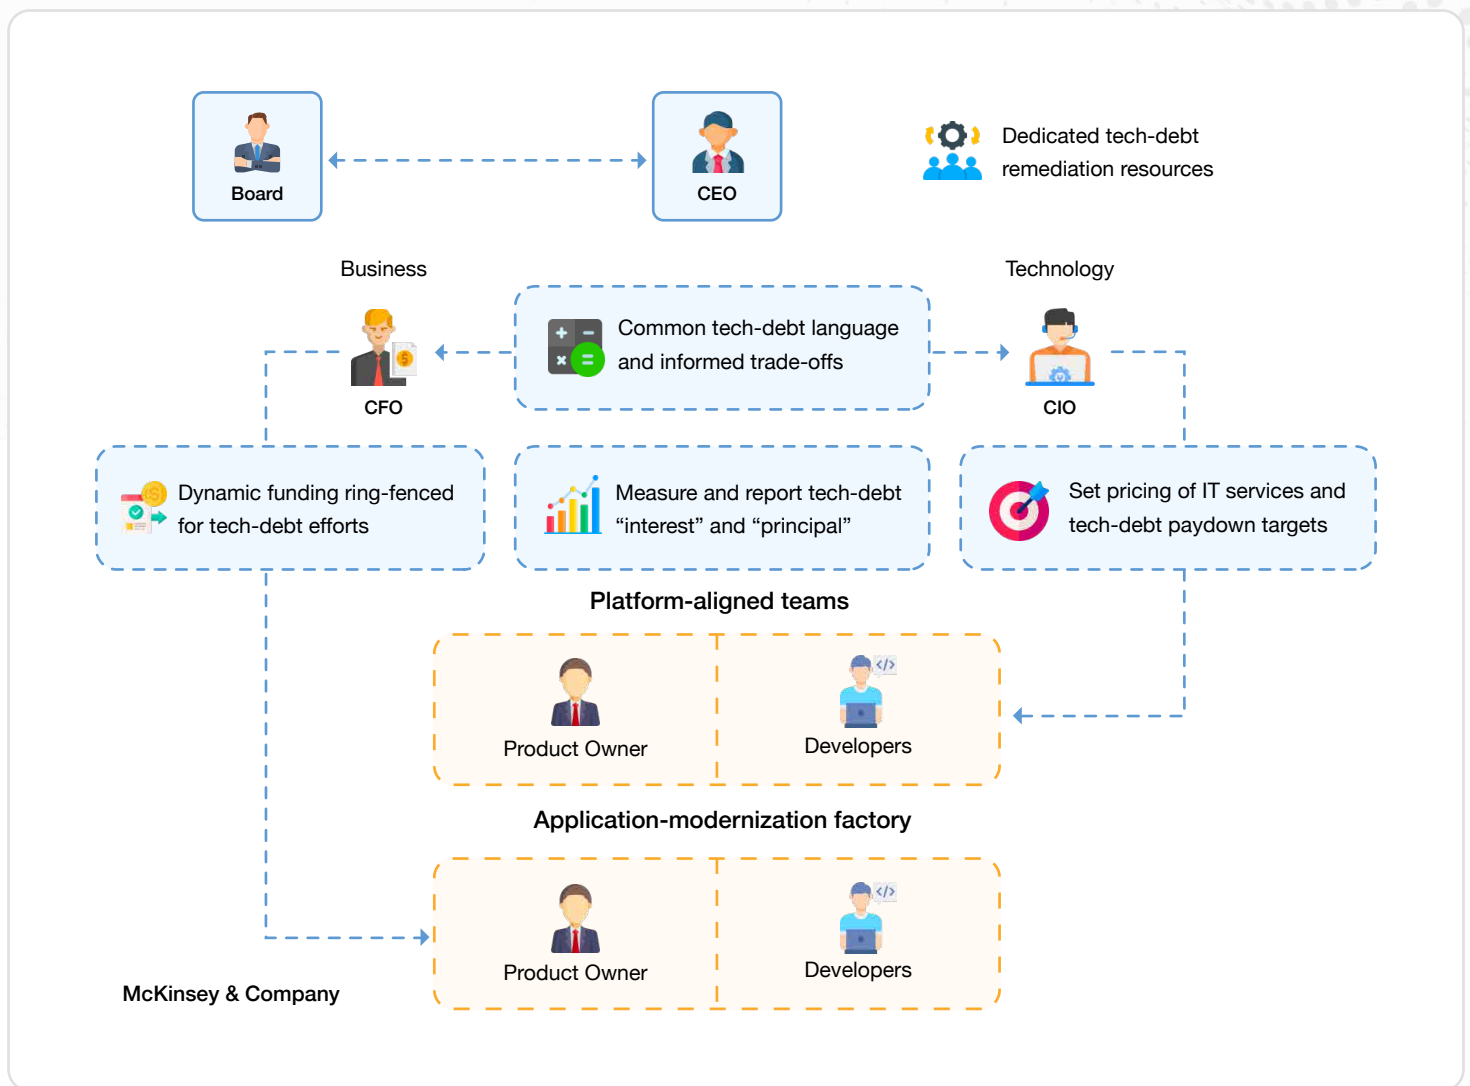 Board
CEO
Dedicated tech-debt
remediation resources
Business
Technology
Common tech-debt language
and informed trade-offs
CFO
CIO
Dynamic funding ring-fenced
for tech-debt efforts
Measure and report tech-debt
“interest” and “principal”
Set pricing of IT services and
tech-debt paydown targets
Platform-aligned teams
Product Owner
Developers
Application-modernization factory
Product Owner
Developers
McKinsey & Company